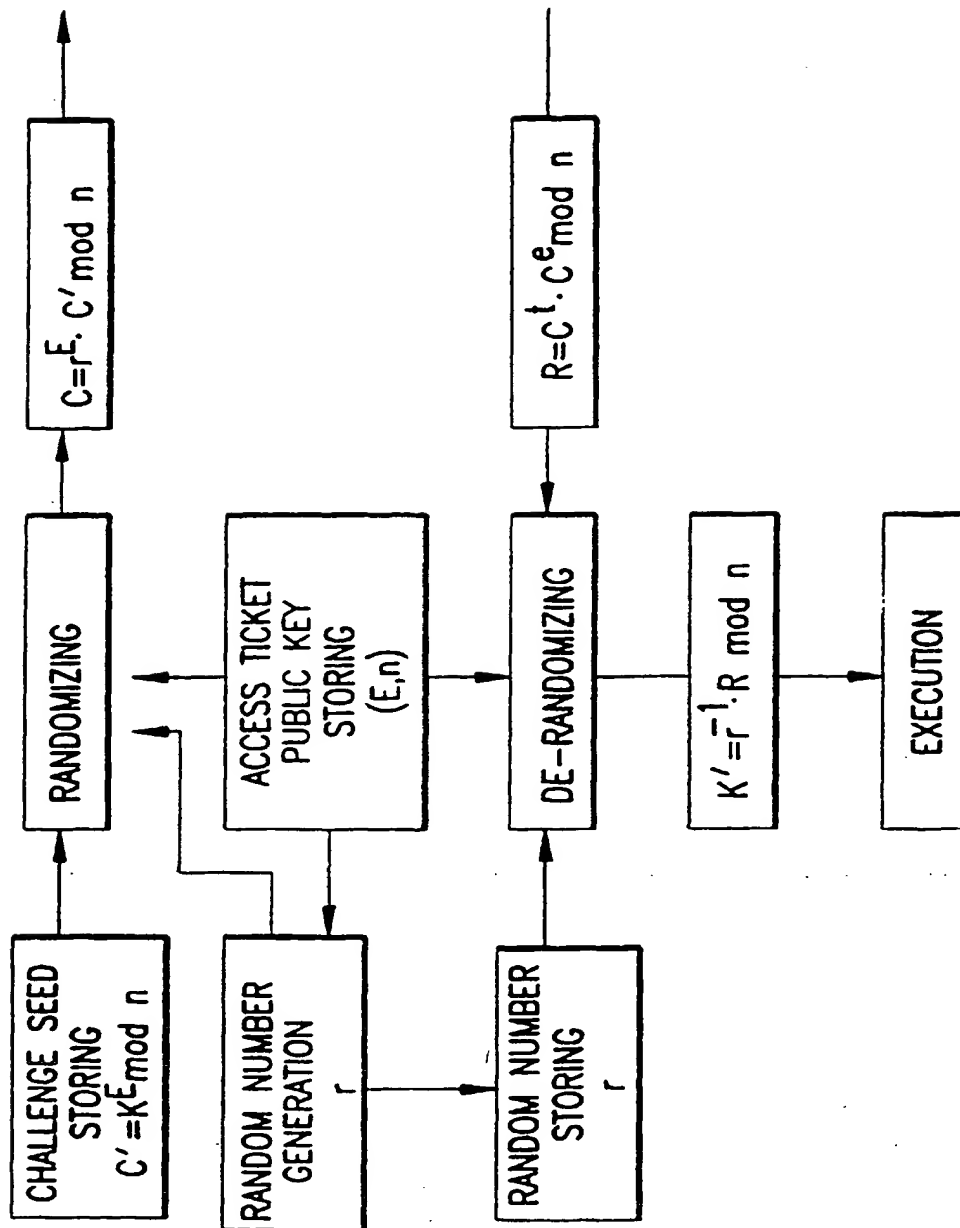 CHALLENGE SEED
STORING
C'=K^E mod n
RANDOMIZING
C=r^E·C' mod n
RANDOM NUMBER
GENERATION
r
ACCESS TICKET
PUBLIC KEY
STORING
(E,n)
RANDOM NUMBER
STORING
r
DE-RANDOMIZING
R=C^t·C^e mod n
K'=r^-1·R mod n
EXECUTION